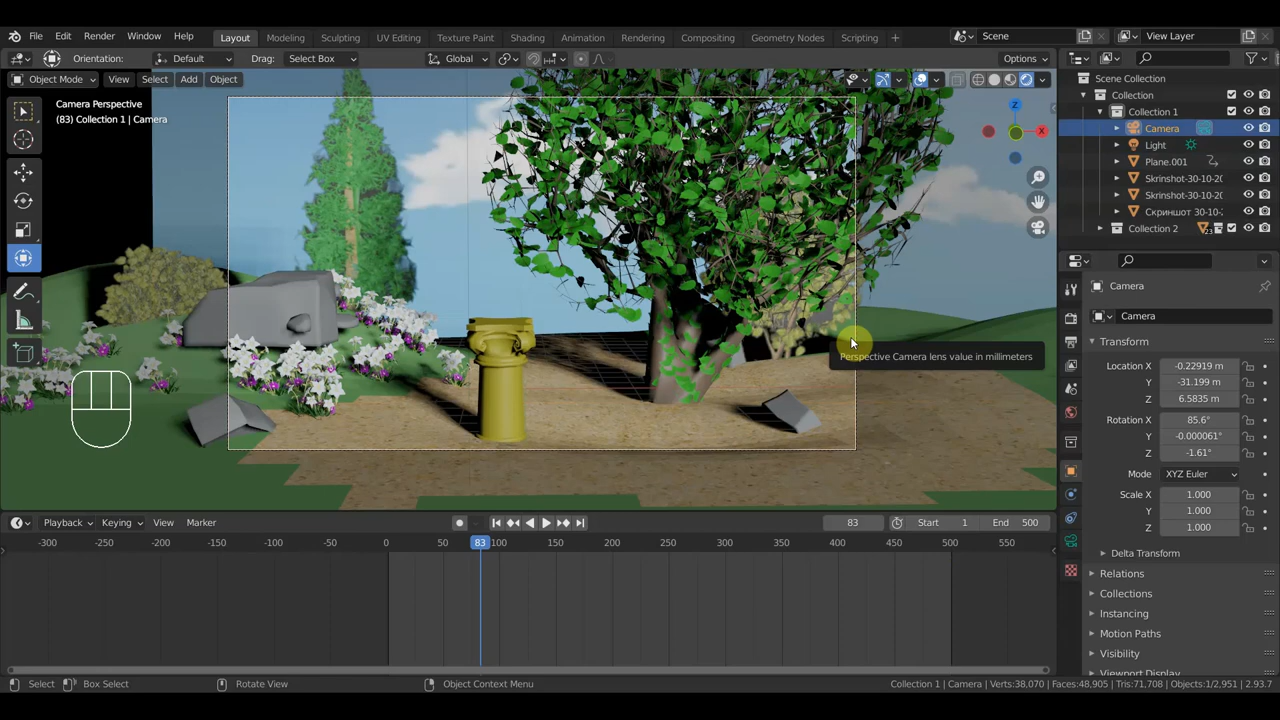 File Edit Render Window Help Layout Modeling Sculpting UV Editing Texture Paint Shading Animation Rendering Compositing Geometry Nodes Scripting + Scene View Layer
Orientation: Default Drag: Select Box Global Options
Object Mode View Select Add Object
Camera Perspective
(83) Collection 1 | Camera
Z
X
Perspective Camera lens value in millimeters
Scene Collection
Collection
Collection 1
Camera
Light
Plane.001
Skrinshot-30-10-20
Skrinshot-30-10-20
Скриншот 30-10-2
Collection 2
23
Camera
Camera
Transform
Location X -0.22919 m
Y -31.199 m
Z 6.5835 m
Rotation X 85.6°
Y -0.000061°
Z -1.61°
Mode XYZ Euler
Scale X 1.000
Y 1.000
Z 1.000
Delta Transform
Relations
Collections
Instancing
Motion Paths
Visibility
Viewport Display
Playback Keying View Marker 83 Start 1 End 500
-300 -250 -200 -150 -100 -50 0 50 83 100 150 200 250 300 350 400 450 500 550
Select Box Select Rotate View Object Context Menu Collection 1 | Camera | Verts:38,070 | Faces:48,905 | Tris:71,708 | Objects:1/2,951 | 2.93.7